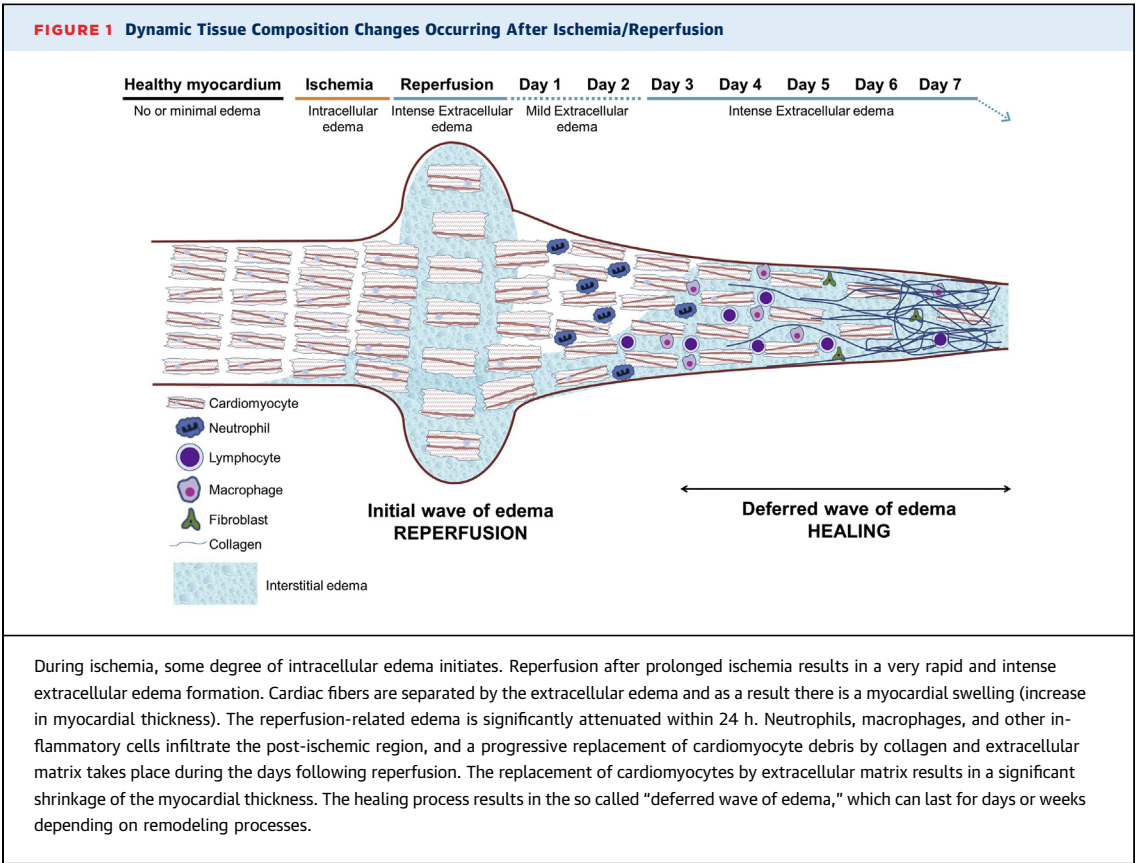 FIGURE 1 Dynamic Tissue Composition Changes Occurring After Ischemia/Reperfusion
Healthy myocardium Ischemia Reperfusion Day 1 Day 2 Day 3 Day 4 Day 5 Day 6 Day 7
No or minimal edema Intracellular edema Intense Extracellular edema Mild Extracellular edema Intense Extracellular edema
Cardiomyocyte
Neutrophil
Lymphocyte
Macrophage
Fibroblast
Collagen
Interstitial edema
Initial wave of edema
REPERFUSION
Deferred wave of edema
HEALING
During ischemia, some degree of intracellular edema initiates. Reperfusion after prolonged ischemia results in a very rapid and intense
extracellular edema formation. Cardiac fibers are separated by the extracellular edema and as a result there is a myocardial swelling (increase
in myocardial thickness). The reperfusion-related edema is significantly attenuated within 24 h. Neutrophils, macrophages, and other in-
flammatory cells infiltrate the post-ischemic region, and a progressive replacement of cardiomyocyte debris by collagen and extracellular
matrix takes place during the days following reperfusion. The replacement of cardiomyocytes by extracellular matrix results in a significant
shrinkage of the myocardial thickness. The healing process results in the so called “deferred wave of edema,” which can last for days or weeks
depending on remodeling processes.